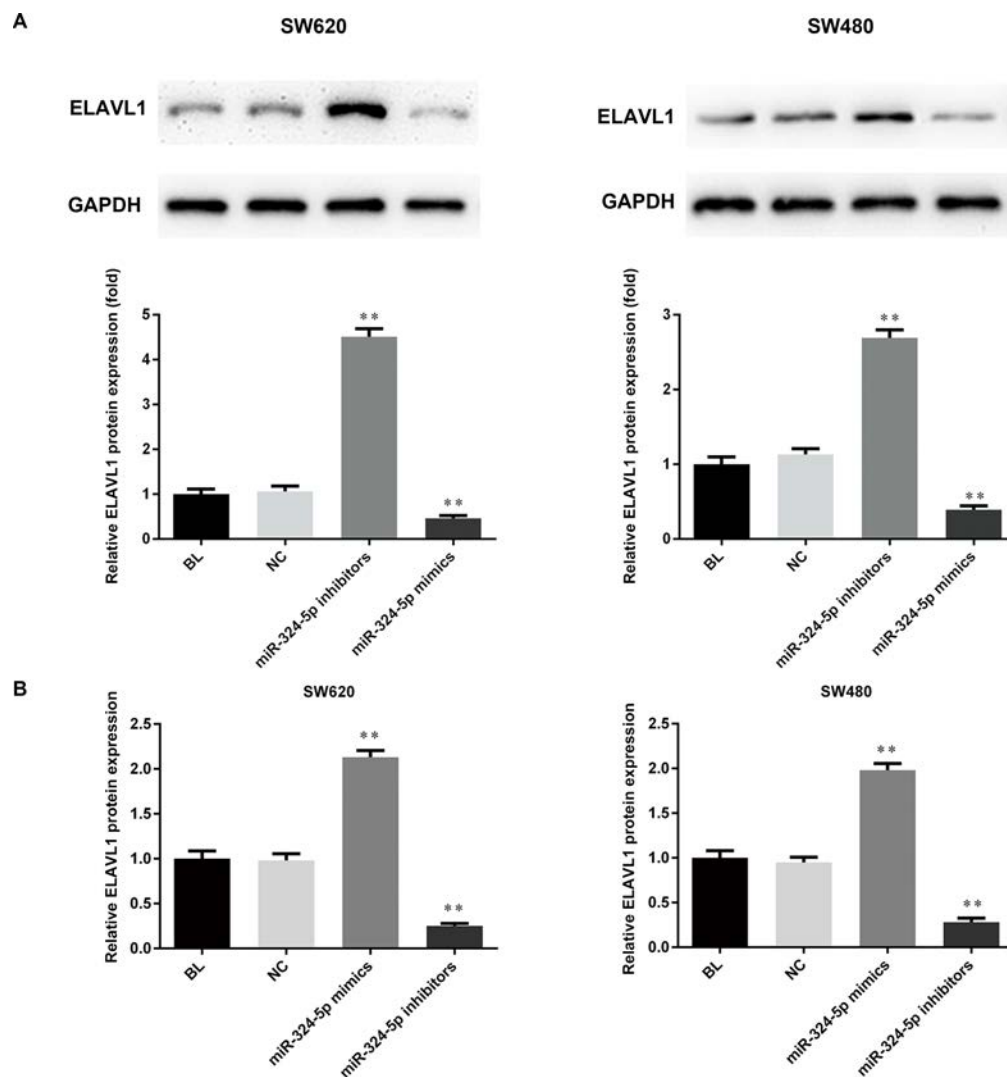 A
SW620
SW480
ELAVL1
GAPDH
ELAVL1
GAPDH
Relative ELAVL1 protein expression (fold)
5
4
3
2
1
0
**
**
BL
NC
miR-324-5p inhibitors
miR-324-5p mimics
Relative ELAVL1 protein expression (fold)
3
2
1
0
**
**
BL
NC
miR-324-5p inhibitors
miR-324-5p mimics
B
SW620
Relative ELAVL1 protein expression
2.5
2.0
1.5
1.0
0.5
0.0
**
**
BL
NC
miR-324-5p mimics
miR-324-5p inhibitors
SW480
Relative ELAVL1 protein expression
2.5
2.0
1.5
1.0
0.5
0.0
**
**
BL
NC
miR-324-5p mimics
miR-324-5p inhibitors